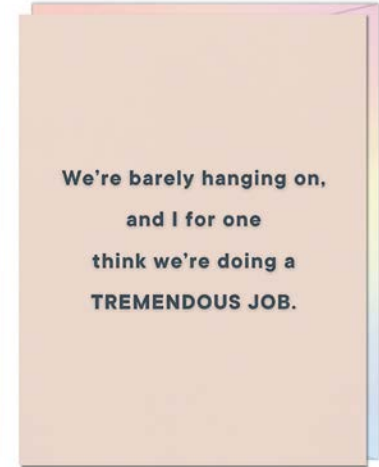 We're barely hanging on,
and I for one
think we're doing a
TREMENDOUS JOB.